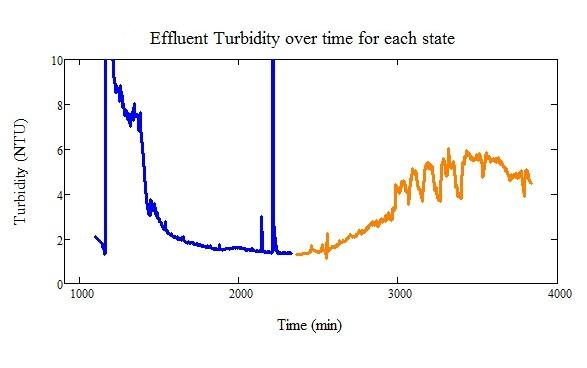 Effluent Turbidity over time for each state
10
8
6
4
2
0
Turbidity (NTU)
1000 2000 3000 4000
Time (min)